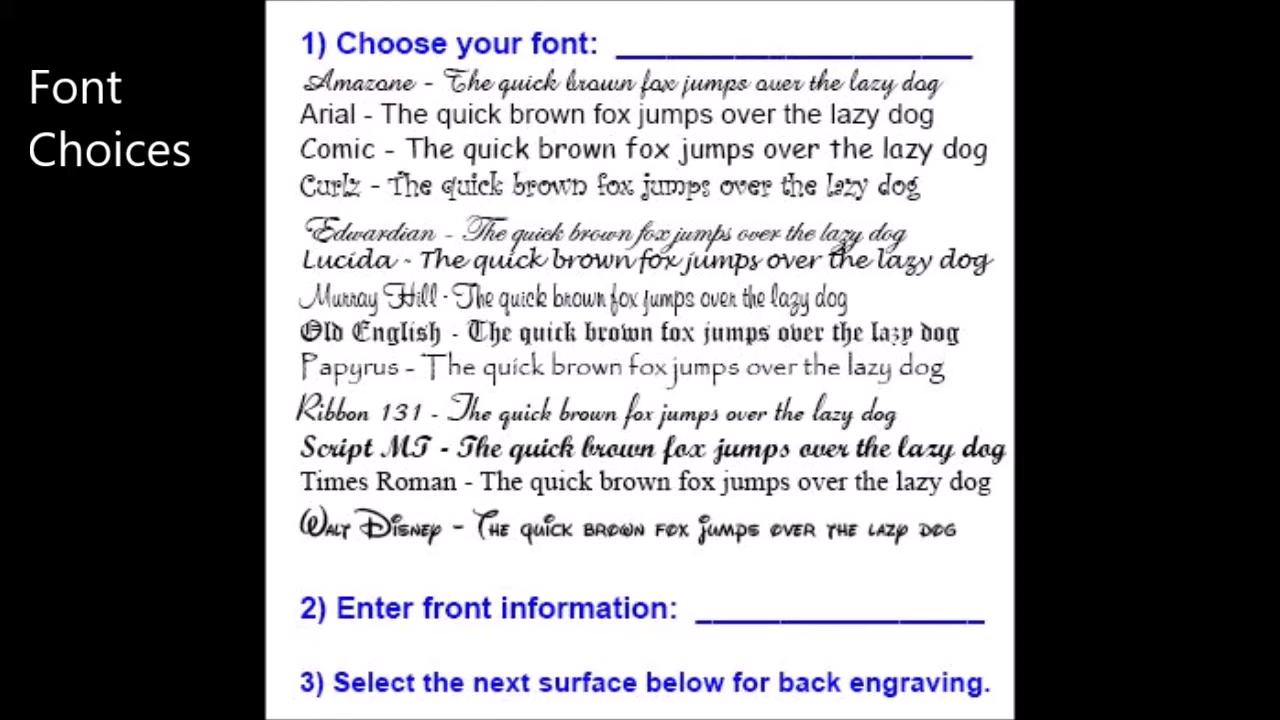 Font
Choices
1) Choose your font: _____________________
Amazone - The quick brown fox jumps over the lazy dog
Arial - The quick brown fox jumps over the lazy dog
Comic - The quick brown fox jumps over the lazy dog
Curlz - The quick brown fox jumps over the lazy dog
Edwardian - The quick brown fox jumps over the lazy dog
Lucida - The quick brown fox jumps over the lazy dog
Murray Hill - The quick brown fox jumps over the lazy dog
Old English - The quick brown fox jumps over the lazy dog
Papyrus - The quick brown fox jumps over the lazy dog
Ribbon 131 - The quick brown fox jumps over the lazy dog
Script MT - The quick brown fox jumps over the lazy dog
Times Roman - The quick brown fox jumps over the lazy dog
Walt Disney - The quick brown fox jumps over the lazy dog
2) Enter front information: _________________
3) Select the next surface below for back engraving.